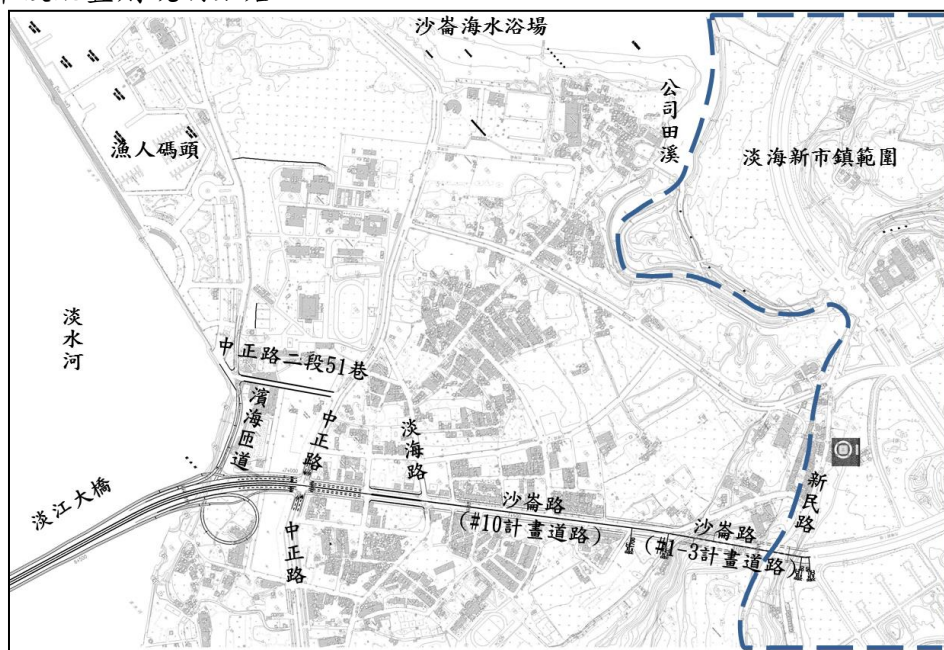 沙崙海水浴場
公司田溪
漁人碼頭
淡海新市鎮範圍
淡水河
中正路二段51巷
濱海匝道
中正路
淡海路
淡江大橋
沙崙路
(#10計畫道路)
沙崙路
(#1-3計畫道路)
新民路
中正路